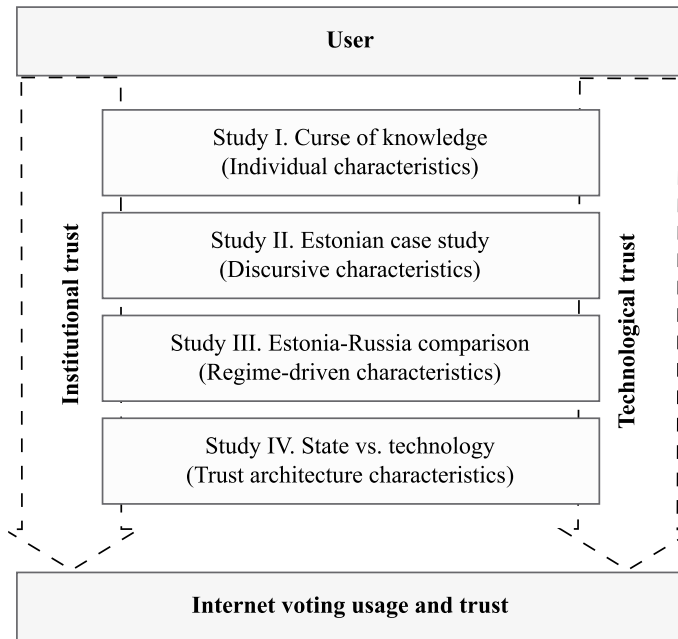 User
Study I. Curse of knowledge
(Individual characteristics)
Study II. Estonian case study
(Discursive characteristics)
Study III. Estonia-Russia comparison
(Regime-driven characteristics)
Study IV. State vs. technology
(Trust architecture characteristics)
Institutional trust
Technological trust
Internet voting usage and trust